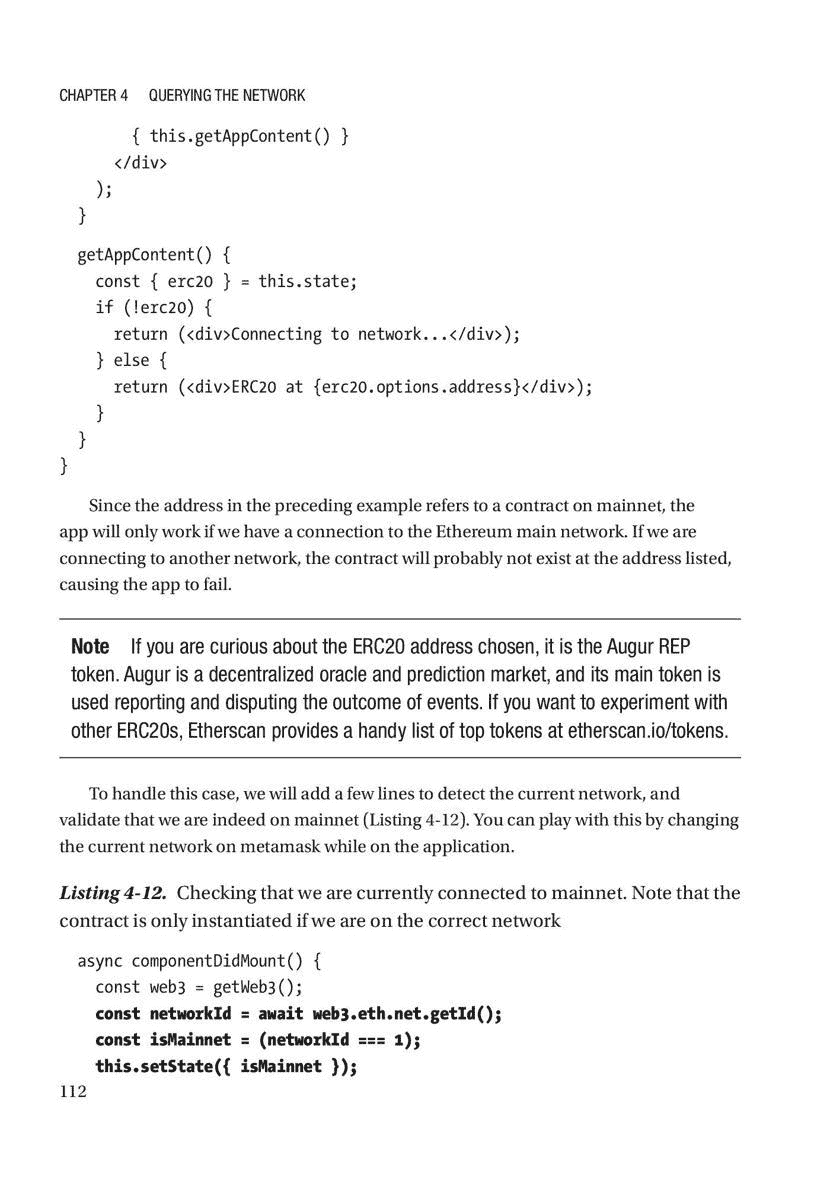 CHAPTER 4 QUERYING THE NETWORK
{ this.getAppContent() }
</div>
);
}
getAppContent() {
const { erc20 } = this.state;
if (!erc20) {
return (<div>Connecting to network...</div>);
} else {
return (<div>ERC20 at {erc20.options.address}</div>);
}
}
}
Since the address in the preceding example refers to a contract on mainnet, the
app will only work if we have a connection to the Ethereum main network. If we are
connecting to another network, the contract will probably not exist at the address listed,
causing the app to fail.
Note If you are curious about the ERC20 address chosen, it is the Augur REP
token. Augur is a decentralized oracle and prediction market, and its main token is
used reporting and disputing the outcome of events. If you want to experiment with
other ERC20s, Etherscan provides a handy list of top tokens at etherscan.io/tokens.
To handle this case, we will add a few lines to detect the current network, and
validate that we are indeed on mainnet (Listing 4-12). You can play with this by changing
the current network on metamask while on the application.
Listing 4-12. Checking that we are currently connected to mainnet. Note that the
contract is only instantiated if we are on the correct network
async componentDidMount() {
const web3 = getWeb3();
const networkId = await web3.eth.net.getId();
const isMainnet = (networkId === 1);
this.setState({ isMainnet });
112